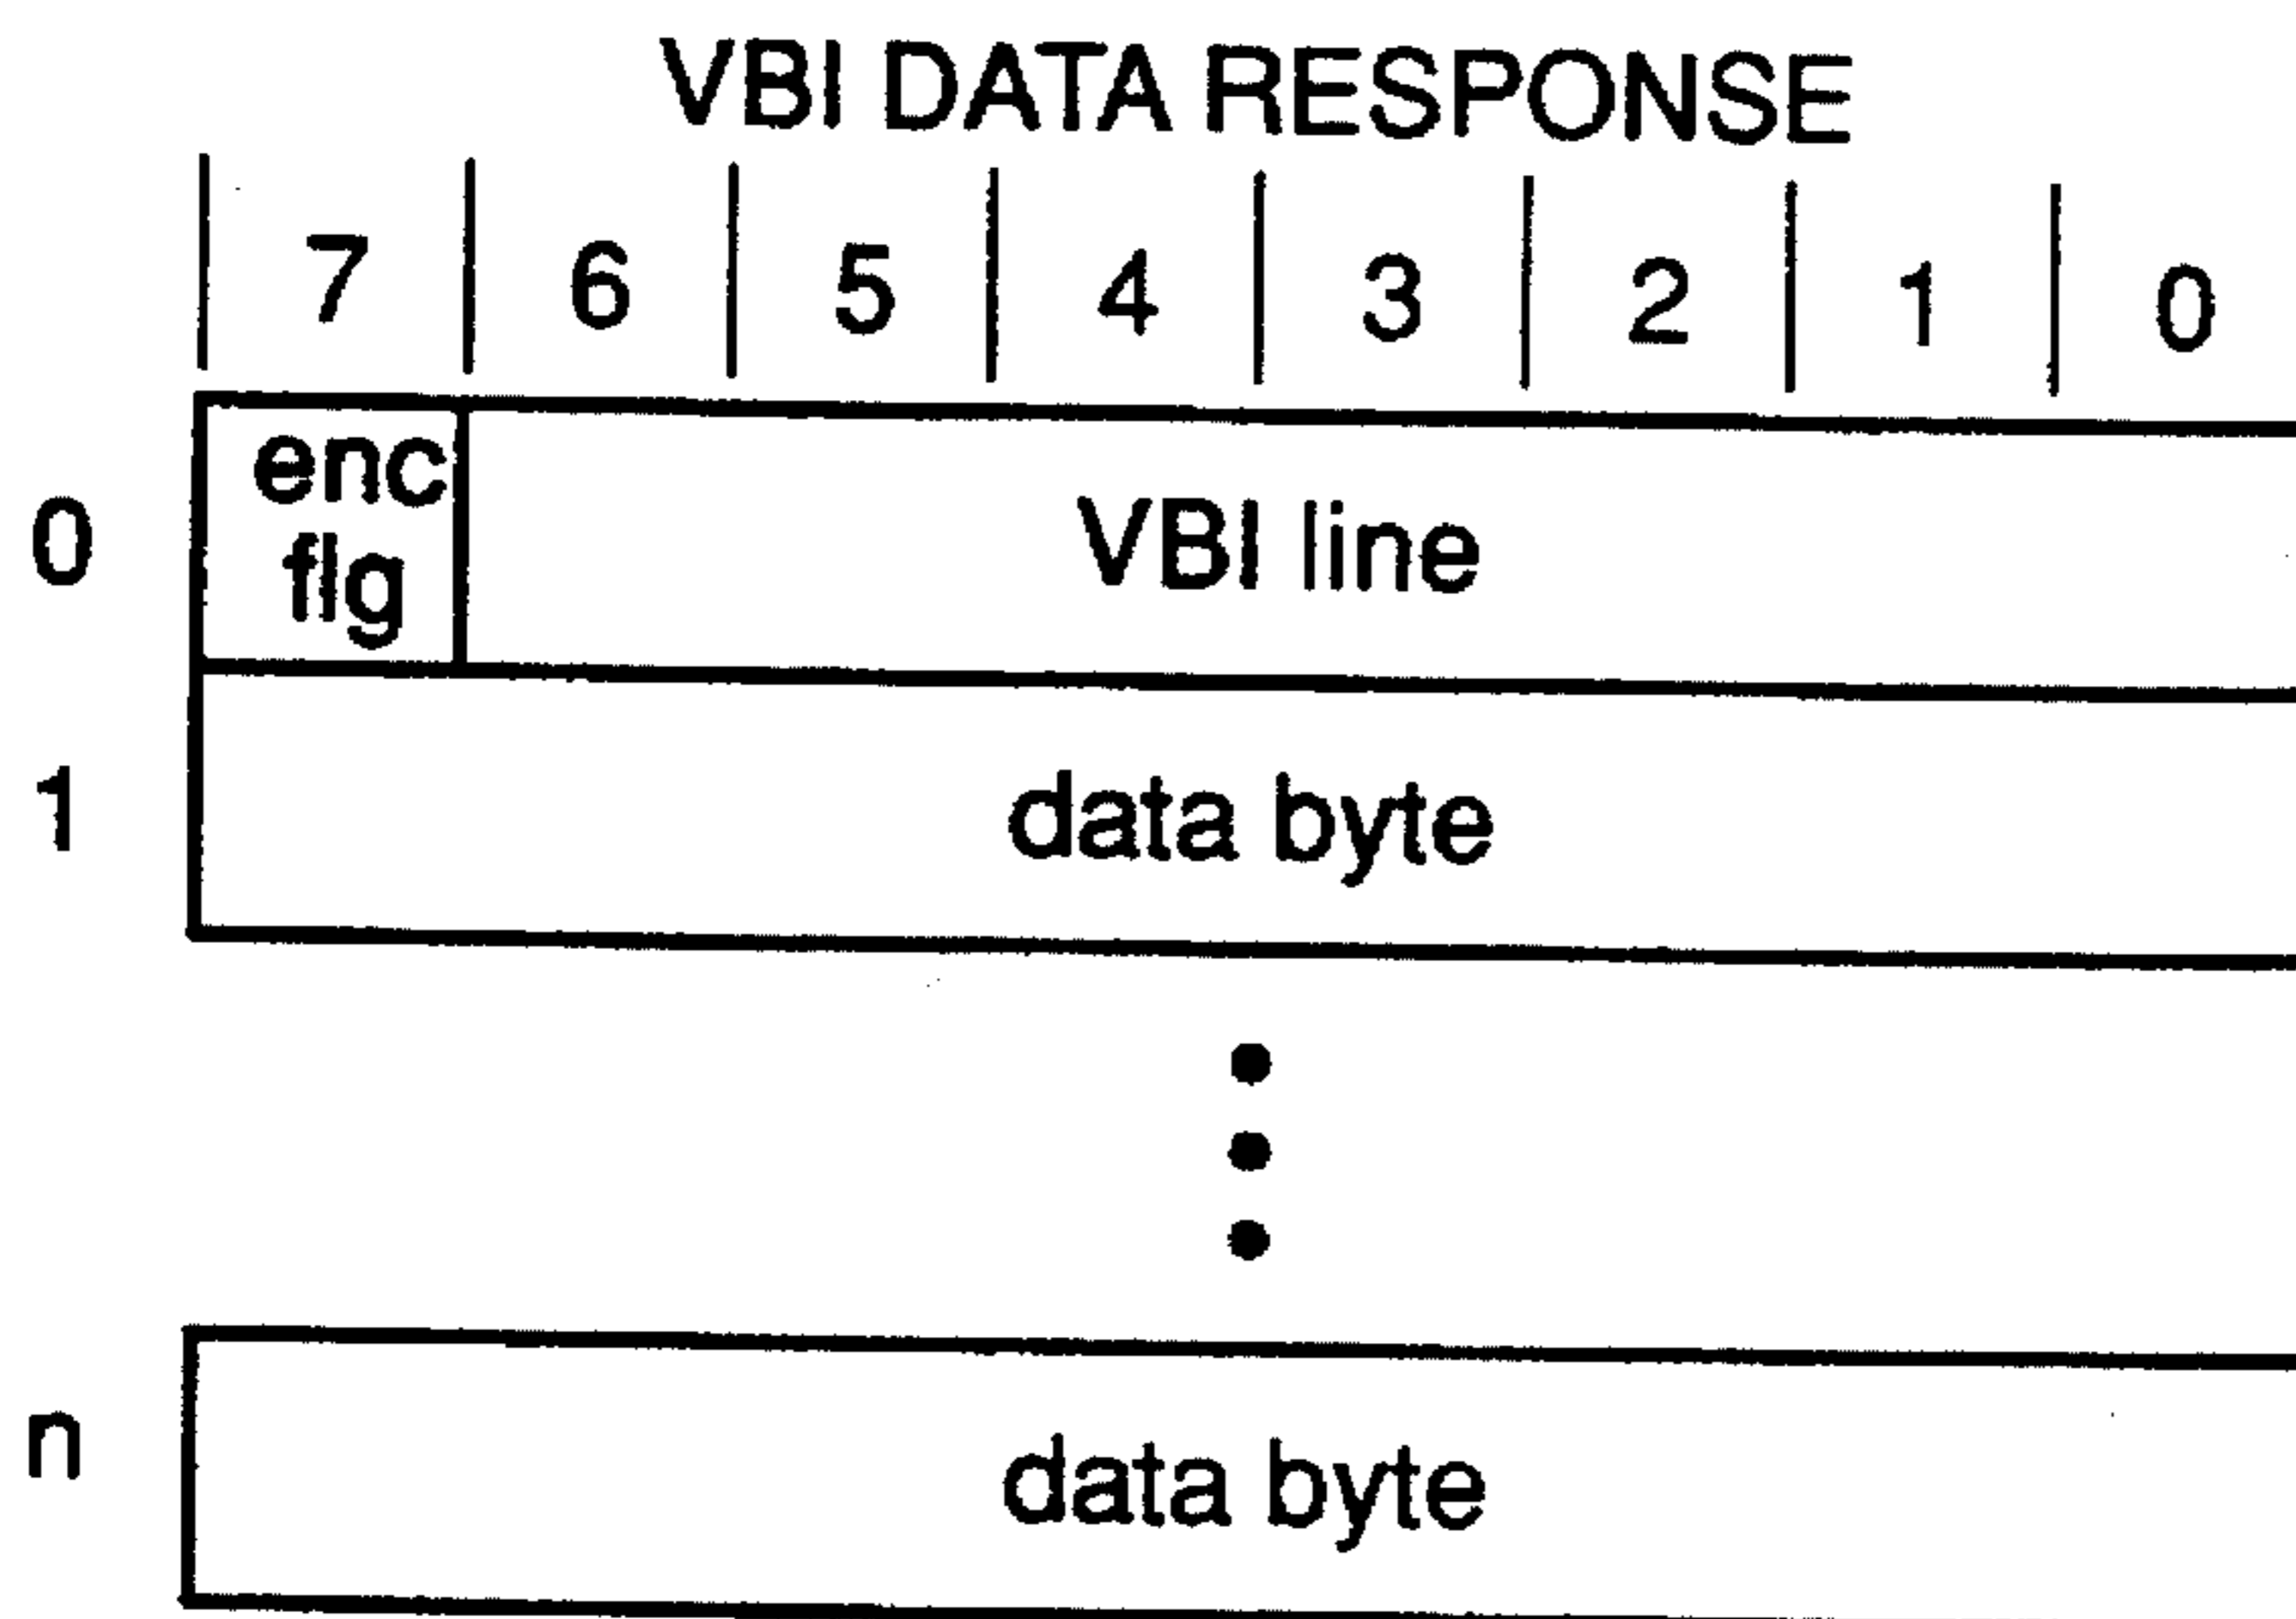 VBI DATA RESPONSE
7 6 5 4 3 2 1 0
0 enc flg VBI line
1 data byte
n data byte